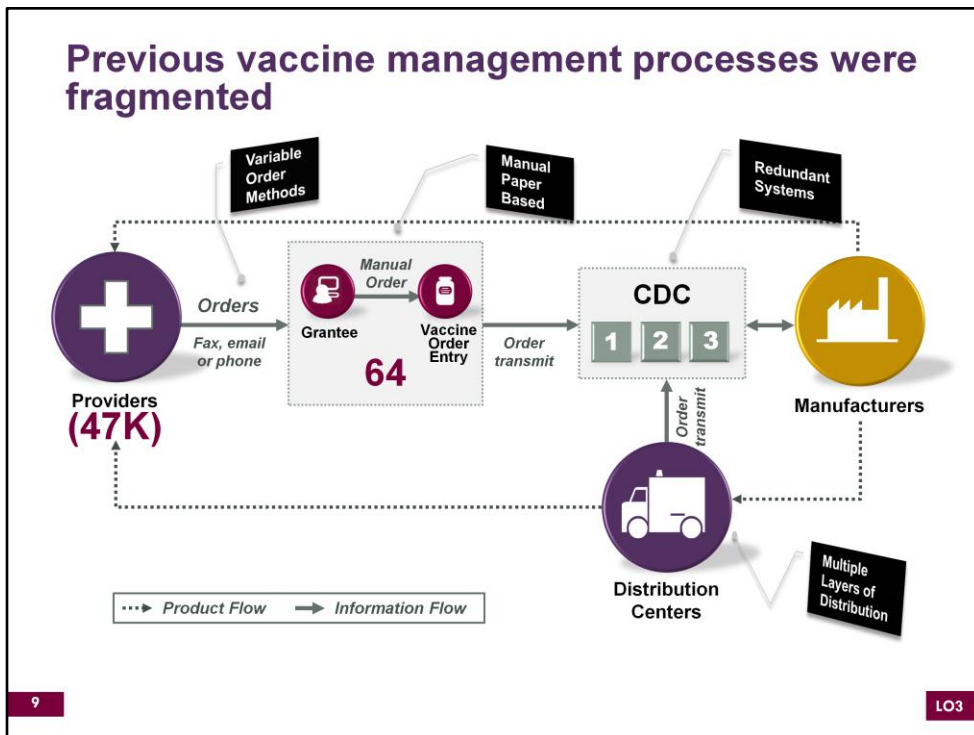 Previous vaccine management processes were
fragmented
Variable
Order
Methods
Manual
Paper
Based
Redundant
Systems
Orders
Fax, email
or phone
Manual
Order
Grantee
Vaccine
Order
Entry
64
Order
transmit
CDC
1 2 3
Providers
(47K)
Manufacturers
Order
transmit
Distribution
Centers
Multiple
Layers of
Distribution
Product Flow Information Flow
9
LO3